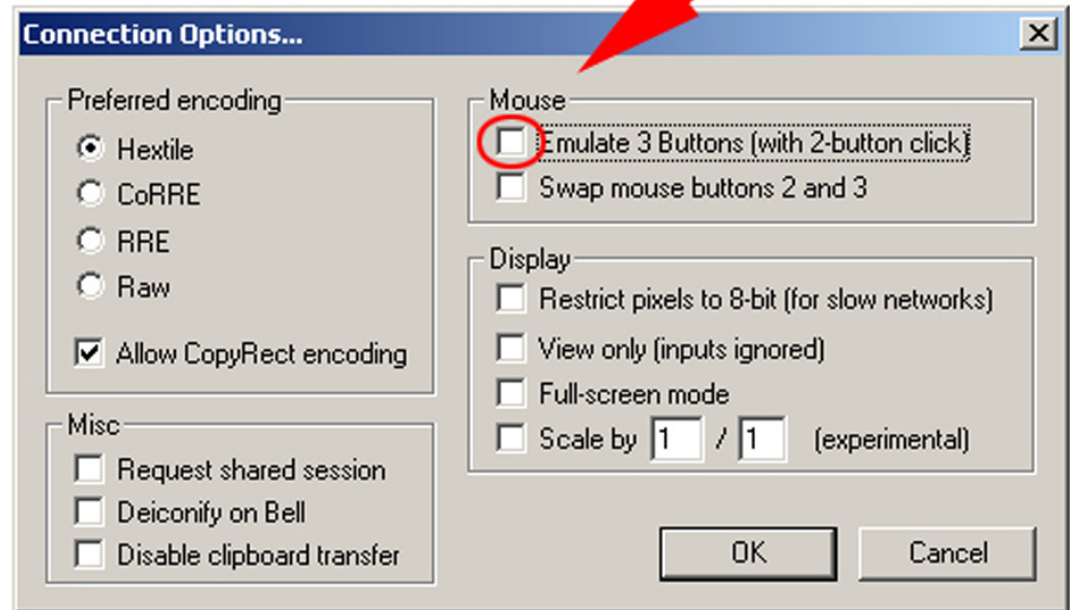 Connection Options...
Preferred encoding
Hextile
CoRRE
RRE
Raw
Allow CopyRect encoding
Misc
Request shared session
Deiconify on Bell
Disable clipboard transfer
Mouse
Emulate 3 Buttons (with 2-button click)
Swap mouse buttons 2 and 3
Display
Restrict pixels to 8-bit (for slow networks)
View only (inputs ignored)
Full-screen mode
Scale by 1 / 1 (experimental)
OK
Cancel